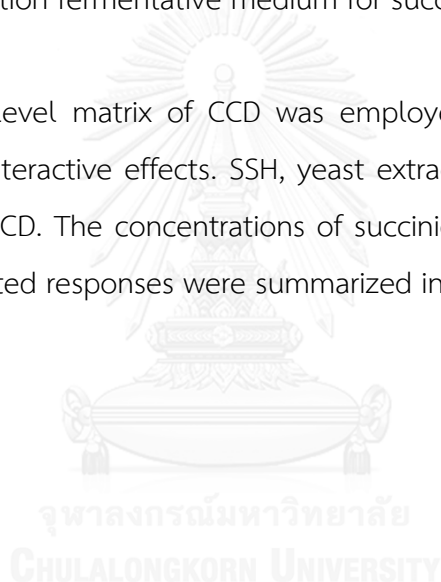 tion fermentative medium for succ
level matrix of CCD was employe
teractive effects. SSH, yeast extra
CD. The concentrations of succini
ted responses were summarized in
จุฬาลงกรณ์มหาวิทยาลัย
CHULALONGKORN UNIVERSITY